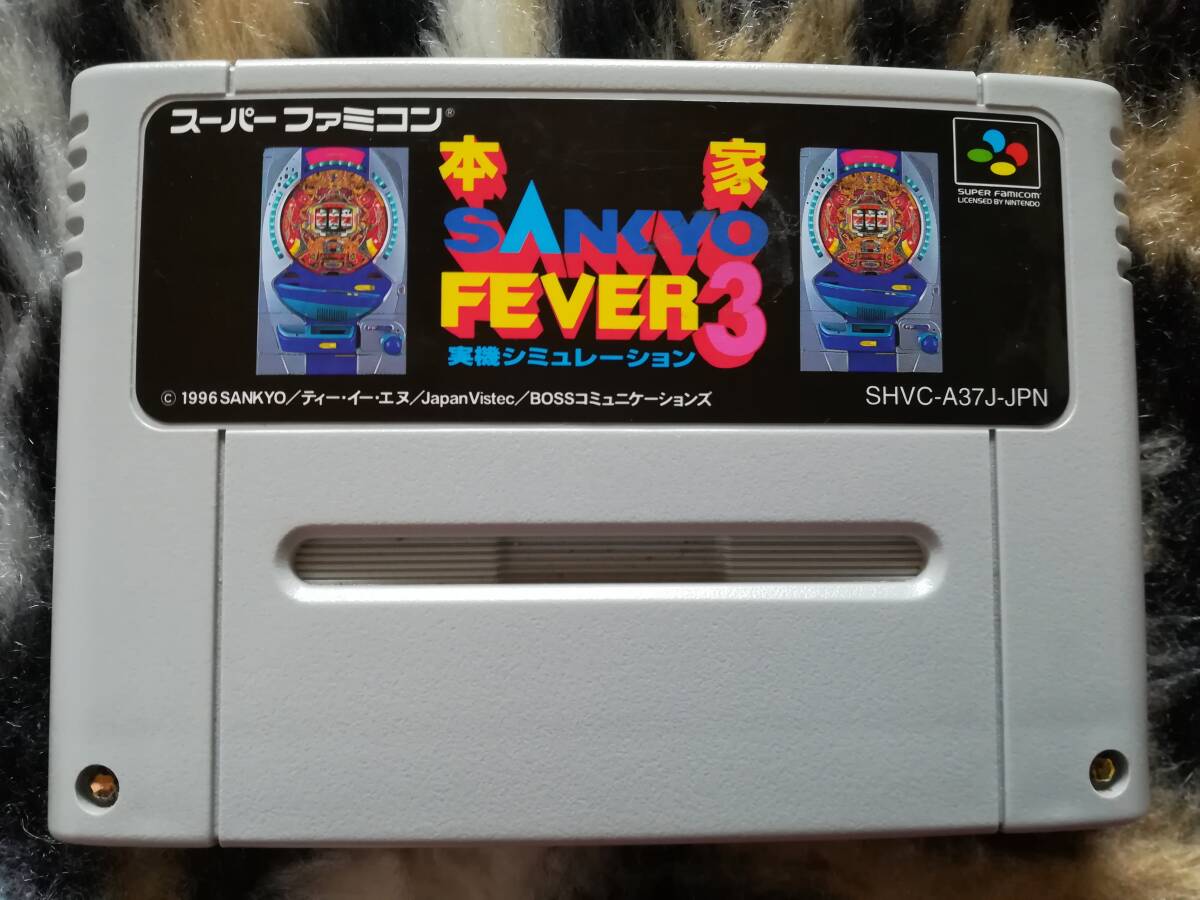 スーパーファミコン®
本家
SANKYO
FEVER3
実機シミュレーション
SUPER FAMICOM
LICENSED BY NINTENDO
© 1996 SANKYO/ティー・イー・エヌ/Japan Vistec/BOSSコミュニケーションズ
SHVC-A37J-JPN